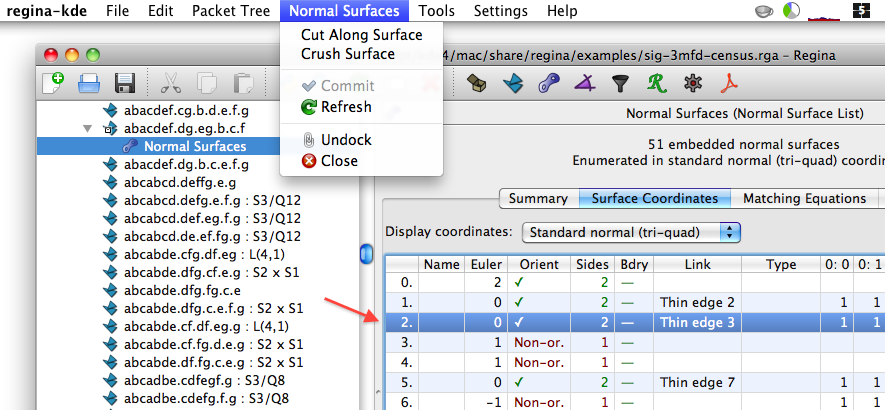 regina-kde File Edit Packet Tree Normal Surfaces Tools Settings Help 5
Cut Along Surface
Crush Surface
Commit
Refresh
Undock
Close
4/mac/share/regina/examples/sig-3mfd-census.rga – Regina
abacdef.cg.b.d.e.f.g
abacdef.dg.eg.b.c.f
Normal Surfaces
abacdef.dg.b.c.e.f.g
abcabcd.deffg.e.g
abcabcd.defg.e.f.g : S3/Q12
abcabcd.def.eg.f.g : S3/Q12
abcabcd.de.ef.fg.g : S3/Q12
abcabde.cfg.df.eg : L(4,1)
abcabde.cfg.df.e.g : S2 x S1
abcabde.dfg.fg.c.e
abcabde.dfg.c.e.f.g : S2 x S1
abcabde.cf.df.eg.g : L(4,1)
abcabde.cf.fg.d.e.g : S2 x S1
abcabde.df.fg.c.e.g : S2 x S1
abcadbe.cdfegf.g : S3/Q8
abcadbe.cdefg.f.g : S3/Q12
Normal Surfaces (Normal Surface List)
51 embedded normal surfaces
Enumerated in standard normal (tri-quad) coordin
Summary Surface Coordinates Matching Equations
Display coordinates: Standard normal (tri-quad)
Name Euler Orient Sides Bdry Link Type 0: 0 0: 1
0. 2 ✓ 2 —
1. 0 ✓ 2 — Thin edge 2 1 1
2. 0 ✓ 2 — Thin edge 3 1 1
3. 1 Non-or. 1 —
4. 1 Non-or. 1 —
5. 0 ✓ 2 — Thin edge 7 1 1
6. -1 Non-or. 1 — 1 1